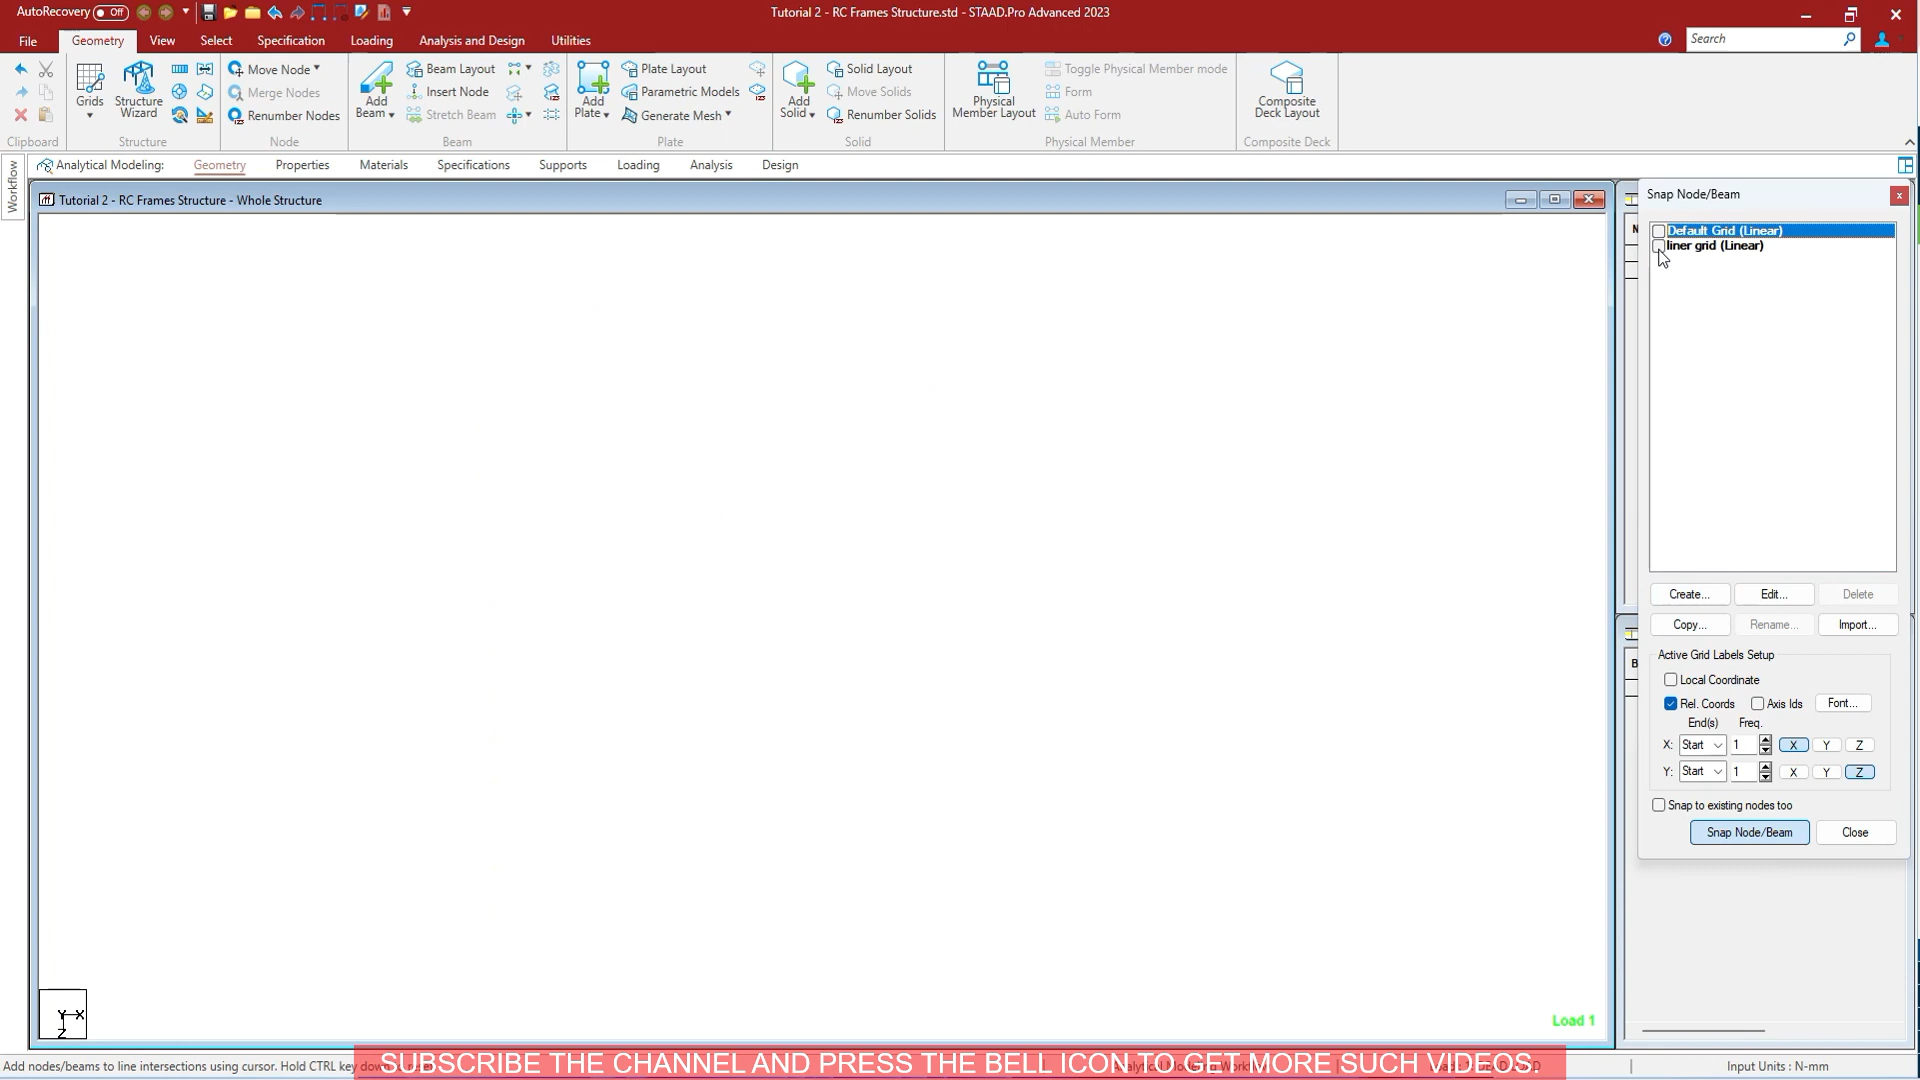 AutoRecovery Off
Tutorial 2 - RC Frames Structure.std - STAAD.Pro Advanced 2023
File Geometry View Select Specification Loading Analysis and Design Utilities
Search
Grids
Structure Wizard
Structure
Clipboard
Move Node
Merge Nodes
Renumber Nodes
Node
Add Beam
Beam Layout
Insert Node
Stretch Beam
Beam
Add Plate
Plate Layout
Parametric Models
Generate Mesh
Plate
Add Solid
Solid Layout
Move Solids
Renumber Solids
Solid
Physical Member Layout
Toggle Physical Member mode
Form
Auto Form
Physical Member
Composite Deck Layout
Composite Deck
Workflow
Analytical Modeling: Geometry Properties Materials Specifications Supports Loading Analysis Design
Tutorial 2 - RC Frames Structure - Whole Structure
Snap Node/Beam
Default Grid (Linear)
liner grid (Linear)
Create... Edit... Delete
Copy... Rename... Import...
Active Grid Labels Setup
Local Coordinate
Rel. Coords Axis Ids Font...
End(s) Freq.
X: Start 1 X Y Z
Y: Start 1 X Y Z
Snap to existing nodes too
Snap Node/Beam Close
Y X
Z
Load 1
Add nodes/beams to line intersections using cursor. Hold CTRL key
SUBSCRIBE THE CHANNEL AND PRESS THE BELL ICON TO GET MORE SUCH VIDEOS.
Input Units : N-mm